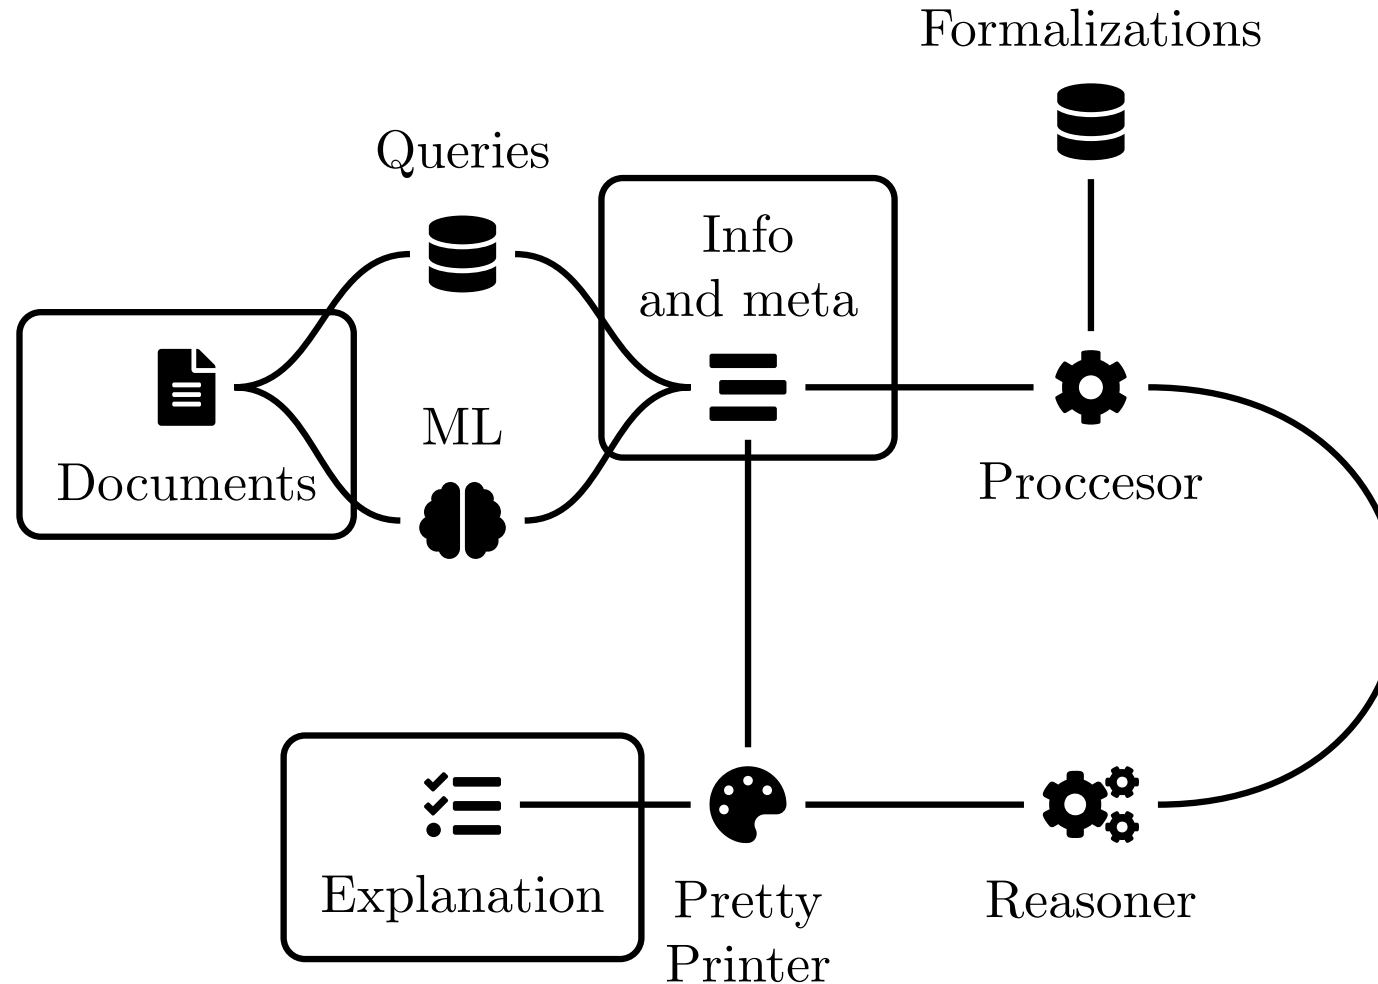 Formalizations
Queries
Info
and meta
ML
Documents
Proccesor
Explanation
Pretty
Printer
Reasoner